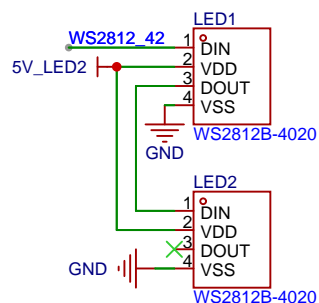 LED1
WS2812_42
1 DIN
5V_LED2
2 VDD
3 DOUT
4 VSS
WS2812B-4020
GND
LED2
1 DIN
2 VDD
3 DOUT
GND
4 VSS
WS2812B-4020